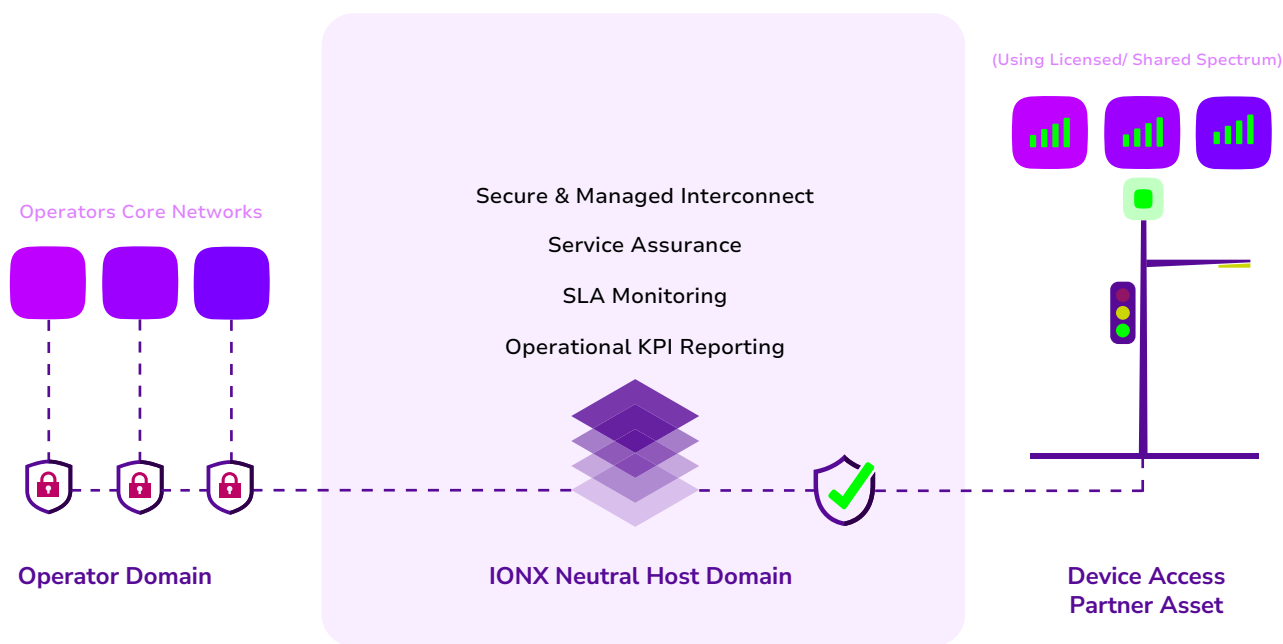 (Using Licensed/ Shared Spectrum)
Operators Core Networks
Secure & Managed Interconnect
Service Assurance
SLA Monitoring
Operational KPI Reporting
Operator Domain
IONX Neutral Host Domain
Device Access
Partner Asset